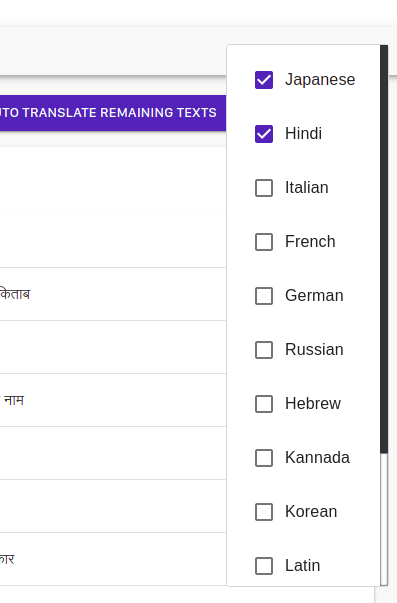 TO TRANSLATE REMAINING TEXTS
Japanese
Hindi
Italian
French
German
Russian
Hebrew
Kannada
Korean
Latin
किताब
नाम